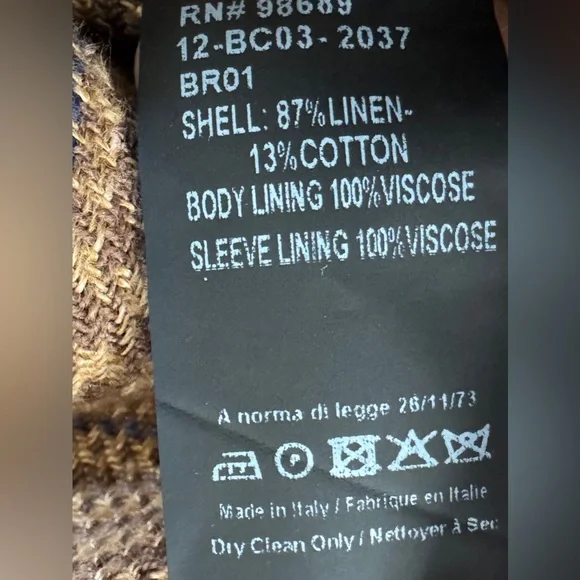 RN# 98689
12-BC03-2037
BR01
SHELL: 87%LINEN-
13%COTTON
BODY LINING 100%VISCOSE
SLEEVE LINING 100%VISCOSE
A norma di legge 26/11/73
P
Made in Italy / Fabrique en Italie
Dry Clean Only / Nettoyer à Sec